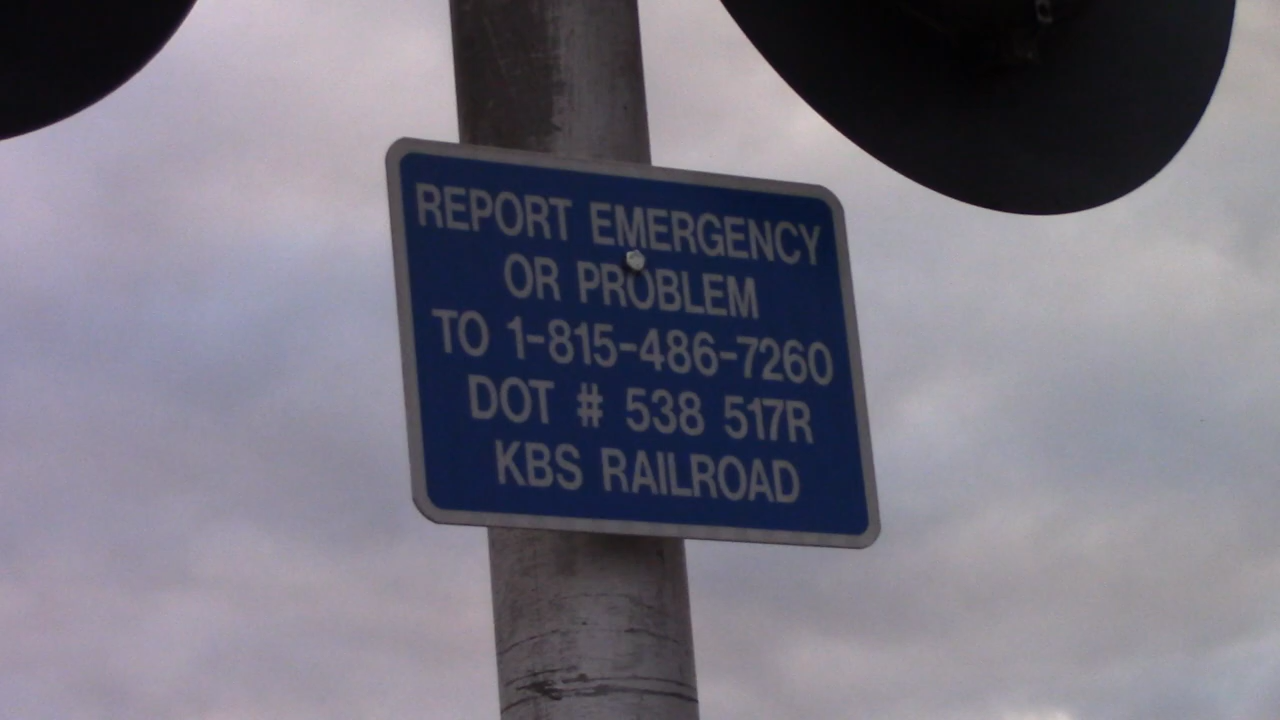 REPORT EMERGENCY
OR PROBLEM
TO 1-815-486-7260
DOT # 538 517R
KBS RAILROAD